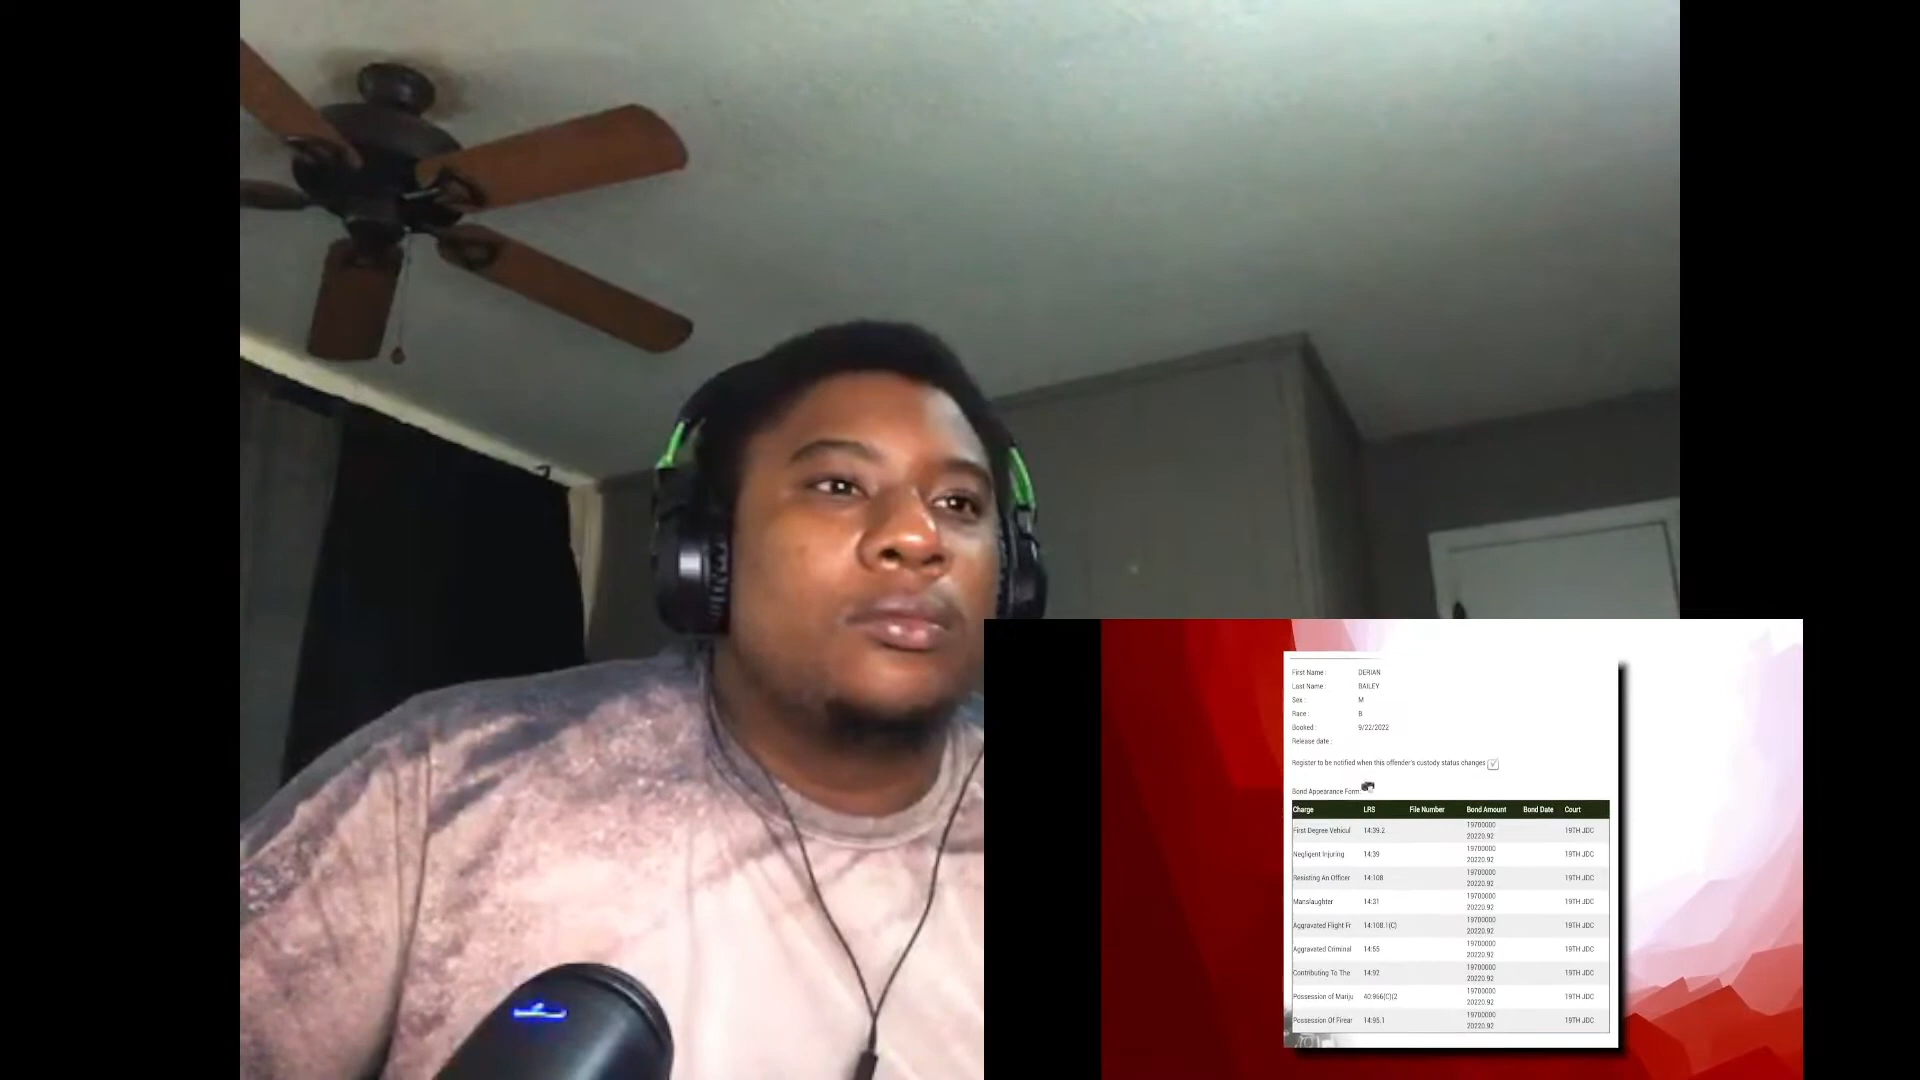 First Name : DERIAN
Last Name : BAILEY
Sex : M
Race : B
Booked : 9/22/2022
Release date :
Register to be notified when this offender's custody status changes
Bond Appearance Form:
Charge LRS File Number Bond Amount Bond Date Court
First Degree Vehicul 14:39.2 19700000 20220.92 19TH JDC
Negligent Injuring 14:39 19700000 20220.92 19TH JDC
Resisting An Officer 14:108 19700000 20220.92 19TH JDC
Manslaughter 14:31 19700000 20220.92 19TH JDC
Aggravated Flight Fr 14:108.1(C) 19700000 20220.92 19TH JDC
Aggravated Criminal 14:55 19700000 20220.92 19TH JDC
Contributing To The 14:92 19700000 20220.92 19TH JDC
Possession of Mariju 40:966(C)(2 19700000 20220.92 19TH JDC
Possession Of Firear 14:95.1 19700000 20220.92 19TH JDC